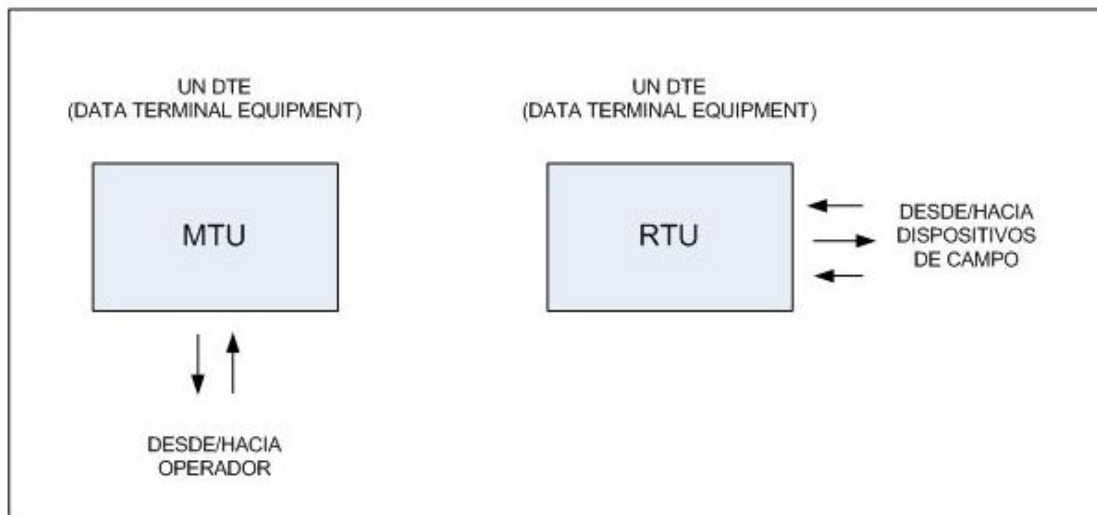 UN DTE
(DATA TERMINAL EQUIPMENT)
MTU
DESDE/HACIA
OPERADOR
UN DTE
(DATA TERMINAL EQUIPMENT)
RTU
DESDE/HACIA
DISPOSITIVOS
DE CAMPO